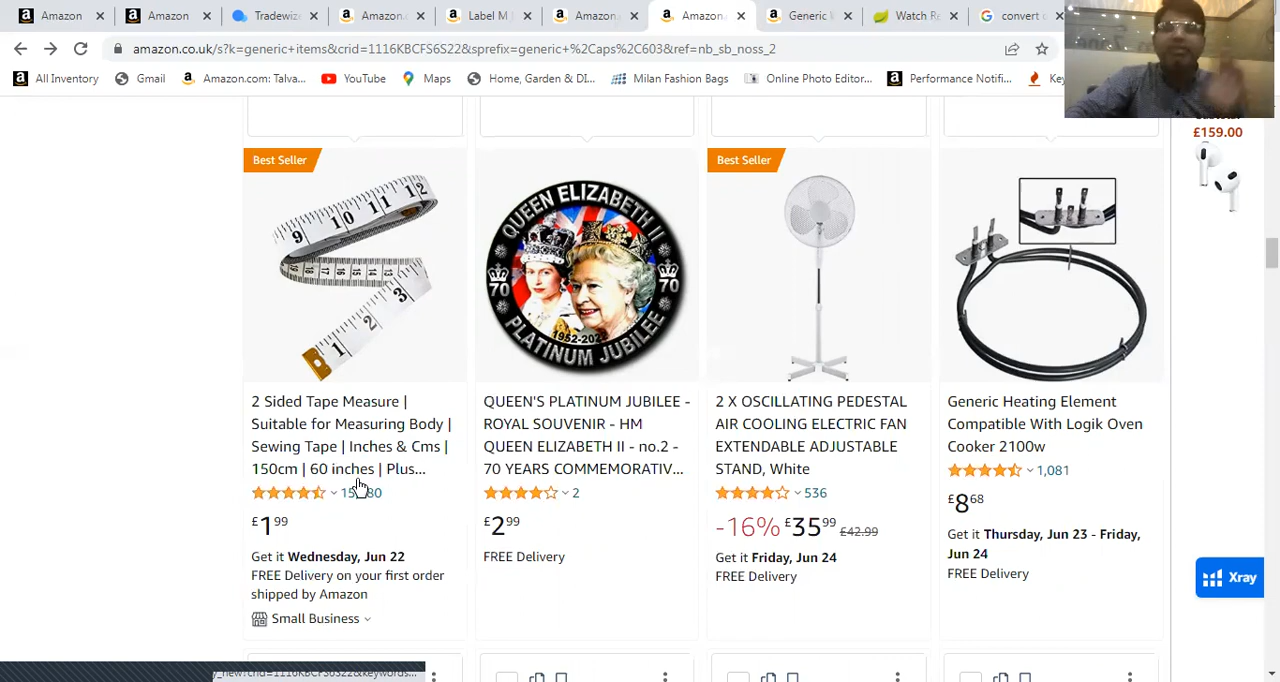 Amazon
Amazon
Tradewiz
Amazon.
Label M
Amazon
Amazon
Generic
Watch Re
convert
amazon.co.uk/s?k=generic+items&crid=1116KBCFS6S22&sprefix=generic+%2Caps%2C603&ref=nb_sb_noss_2
All Inventory
Gmail
Amazon.com: Talva...
YouTube
Maps
Home, Garden & DI...
Milan Fashion Bags
Online Photo Editor...
Performance Notifi...
£159.00
Best Seller
9 10 11 12
1 2 3
2 Sided Tape Measure |
Suitable for Measuring Body |
Sewing Tape | Inches & Cms |
150cm | 60 inches | Plus...
£1.99
Get it Wednesday, Jun 22
FREE Delivery on your first order
shipped by Amazon
Small Business
QUEEN ELIZABETH II
70 70
PLATINUM JUBILEE
QUEEN'S PLATINUM JUBILEE -
ROYAL SOUVENIR - HM
QUEEN ELIZABETH II - no.2 -
70 YEARS COMMEMORATIV...
2
£2.99
FREE Delivery
Best Seller
2 X OSCILLATING PEDESTAL
AIR COOLING ELECTRIC FAN
EXTENDABLE ADJUSTABLE
STAND, White
536
-16% £35.99 £42.99
Get it Friday, Jun 24
FREE Delivery
Generic Heating Element
Compatible With Logik Oven
Cooker 2100w
1,081
£8.68
Get it Thursday, Jun 23 - Friday,
Jun 24
FREE Delivery
Xray